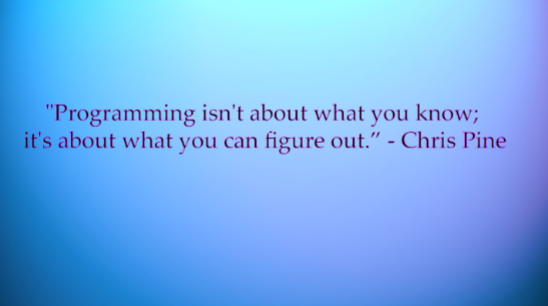 "Programming isn't about what you know;
it's about what you can figure out.” - Chris Pine